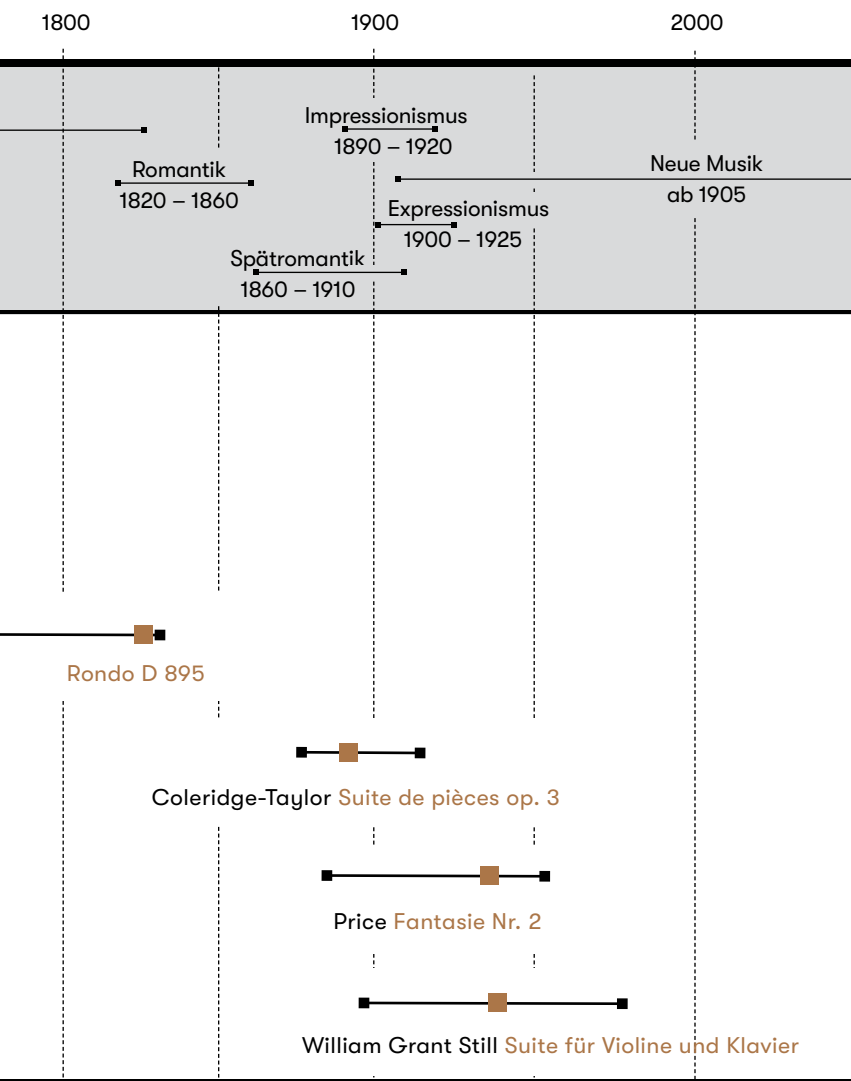 1800 1900 2000
Impressionismus
1890 – 1920
Romantik
1820 – 1860
Neue Musik
ab 1905
Expressionismus
1900 – 1925
Spätromantik
1860 – 1910
Rondo D 895
Coleridge-Taylor Suite de pièces op. 3
Price Fantasie Nr. 2
William Grant Still Suite für Violine und Klavier